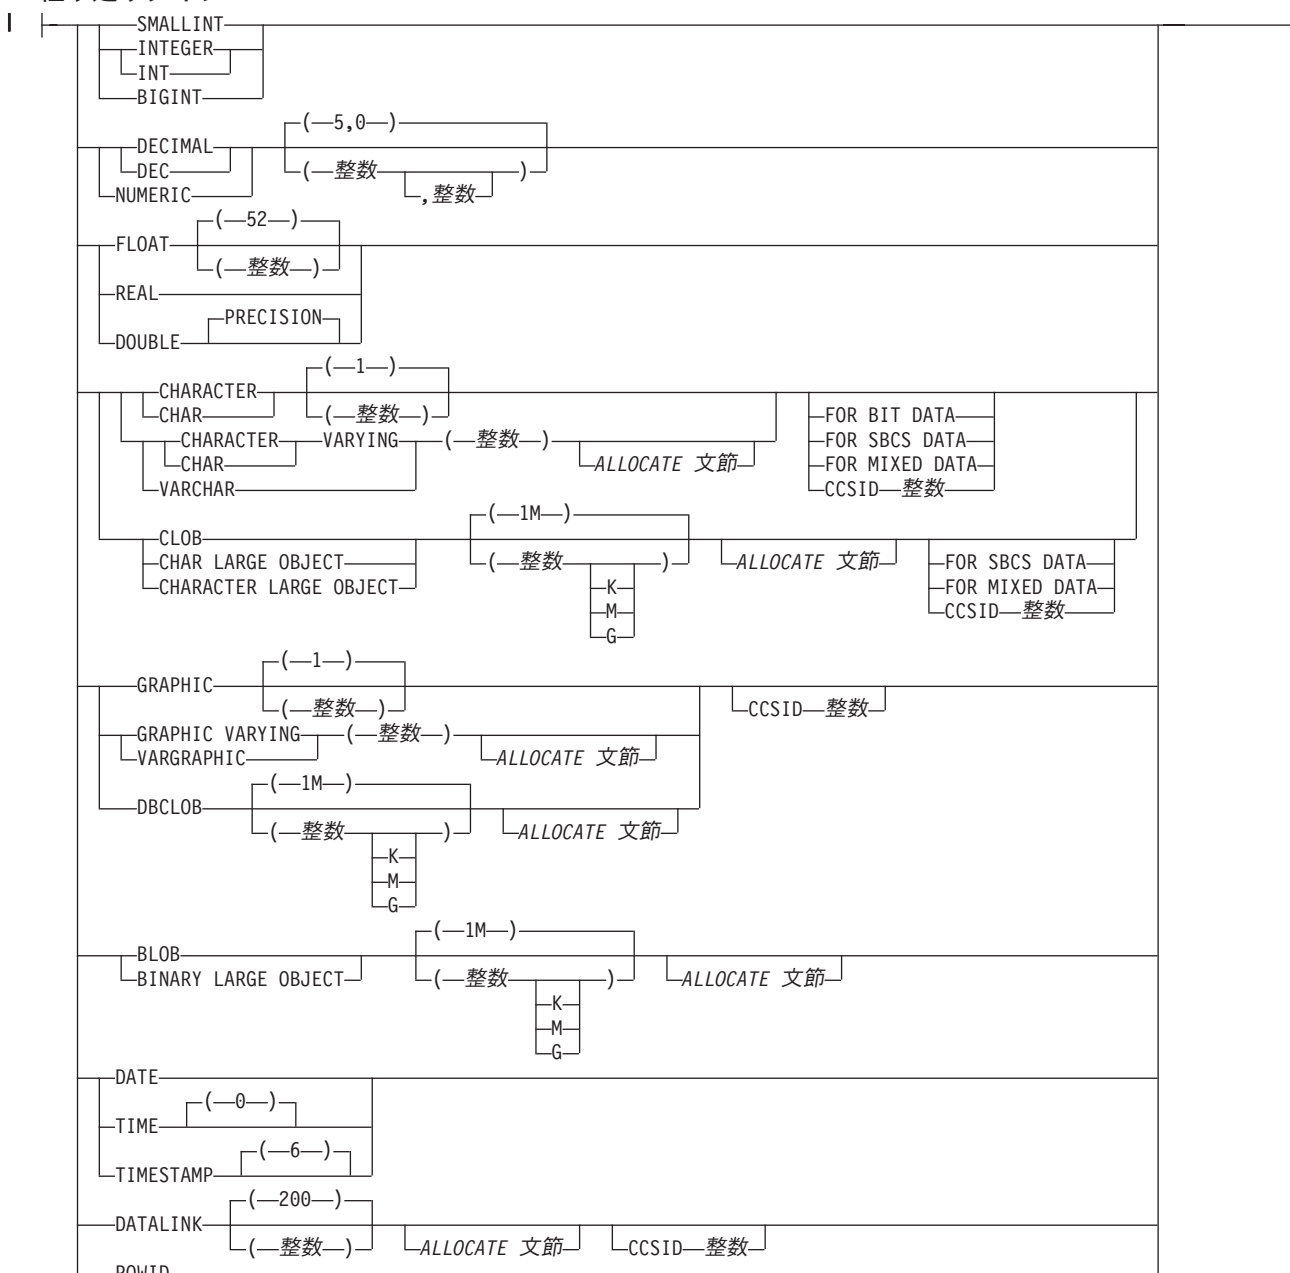 SMALLINT
INTEGER
INT
BIGINT
( 5,0 )
DECIMAL
DEC ( 整数 )
NUMERIC ,整数
( 52 )
FLOAT
( 整数 )
REAL
PRECISION
DOUBLE
( 1 )
CHARACTER
CHAR ( 整数 ) FOR BIT DATA
CHARACTER VARYING ( 整数 ) FOR SBCS DATA
CHAR ALLOCATE 文節 FOR MIXED DATA
VARCHAR CCSID 整数
( 1M )
CLOB
CHAR LARGE OBJECT ( 整数 ) ALLOCATE 文節 FOR SBCS DATA
CHARACTER LARGE OBJECT K FOR MIXED DATA
M CCSID 整数
G
( 1 )
GRAPHIC
( 整数 ) CCSID 整数
GRAPHIC VARYING ( 整数 )
VARGRAPHIC ALLOCATE 文節
( 1M )
DBCLOB
( 整数 ) ALLOCATE 文節
K
M
G
( 1M )
BLOB
BINARY LARGE OBJECT ( 整数 ) ALLOCATE 文節
K
M
G
DATE
( 0 )
TIME
( 6 )
TIMESTAMP
( 200 )
DATALINK
( 整数 ) ALLOCATE 文節 CCSID 整数